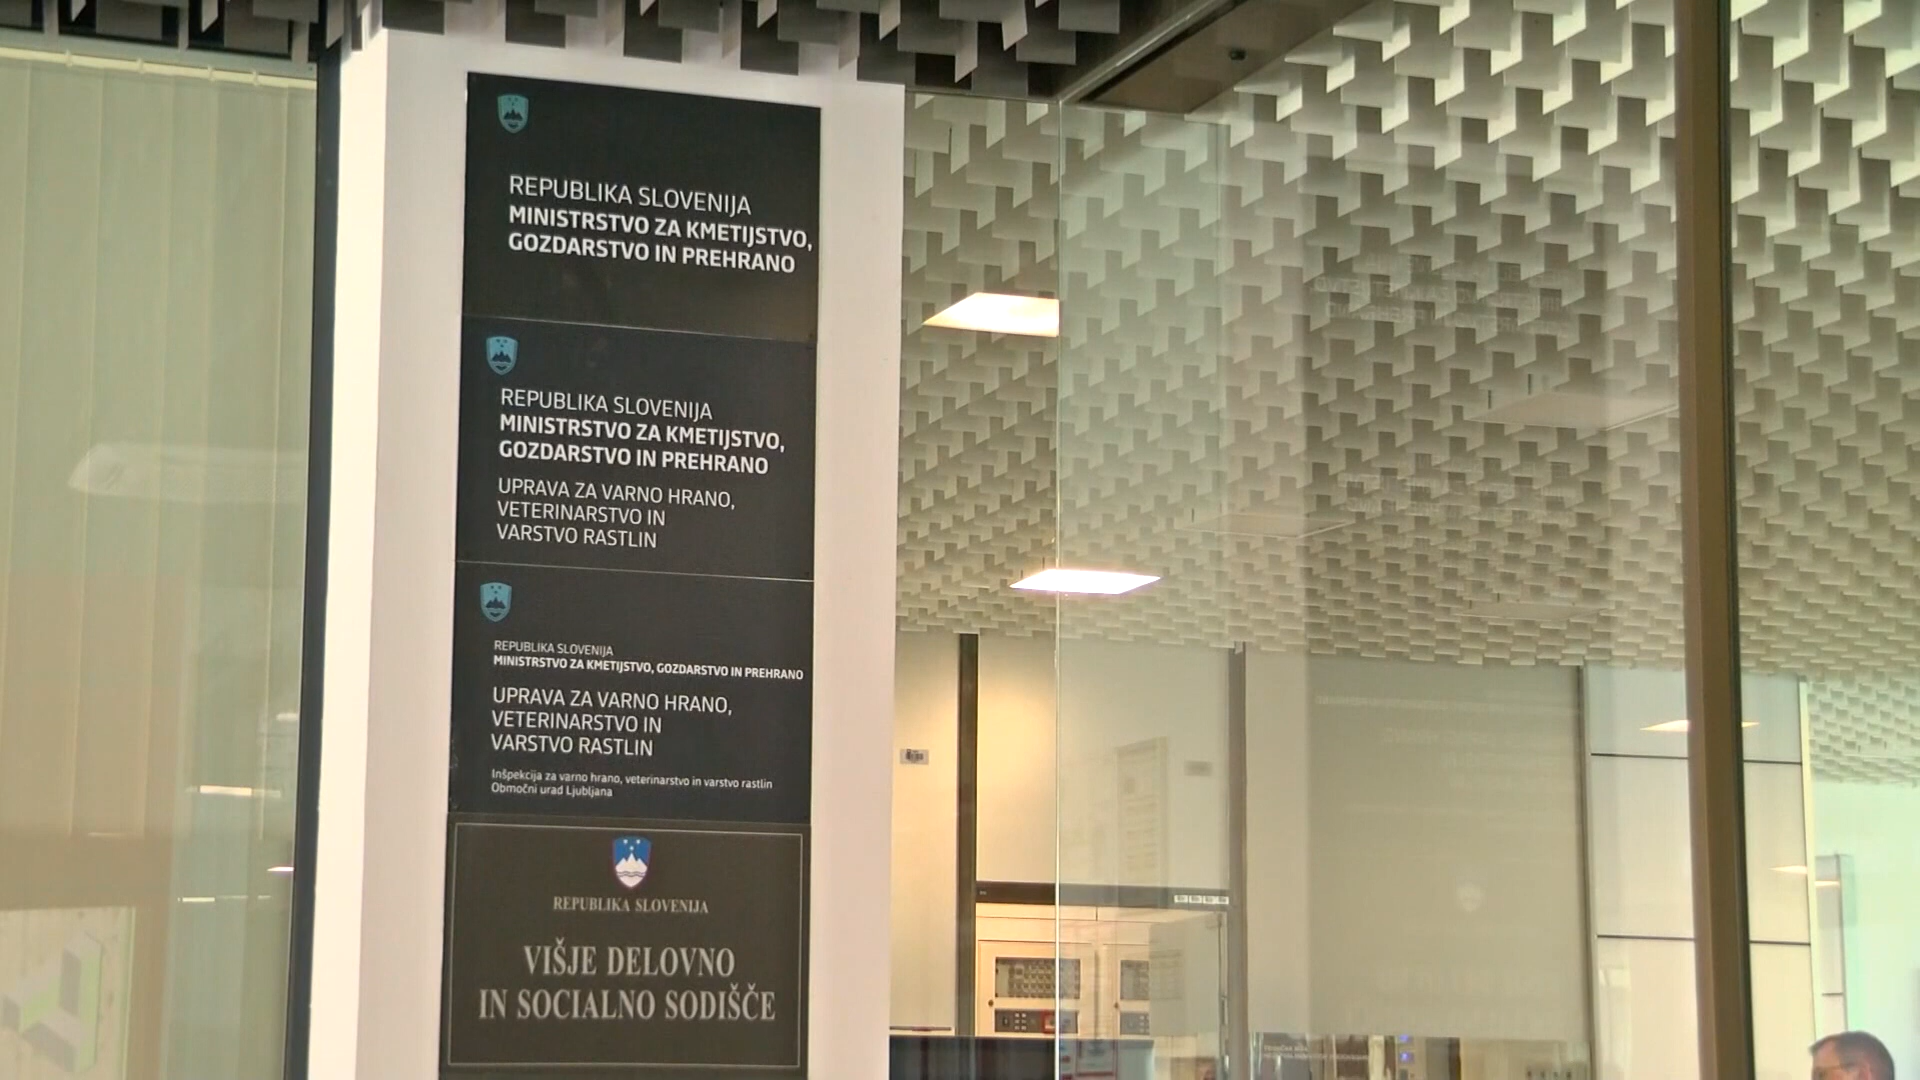 REPUBLIKA SLOVENIJA
MINISTRSTVO ZA KMETIJSTVO,
GOZDARSTVO IN PREHRANO
REPUBLIKA SLOVENIJA
MINISTRSTVO ZA KMETIJSTVO,
GOZDARSTVO IN PREHRANO
UPRAVA ZA VARNO HRANO,
VETERINARSTVO IN
VARSTVO RASTLIN
REPUBLIKA SLOVENIJA
MINISTRSTVO ZA KMETIJSTVO, GOZDARSTVO IN PREHRANO
UPRAVA ZA VARNO HRANO,
VETERINARSTVO IN
VARSTVO RASTLIN
Inšpekcija za varno hrano, veterinarstvo in varstvo rastlin
Območni urad Ljubljana
REPUBLIKA SLOVENIJA
VIŠJE DELOVNO
IN SOCIALNO SODIŠČE